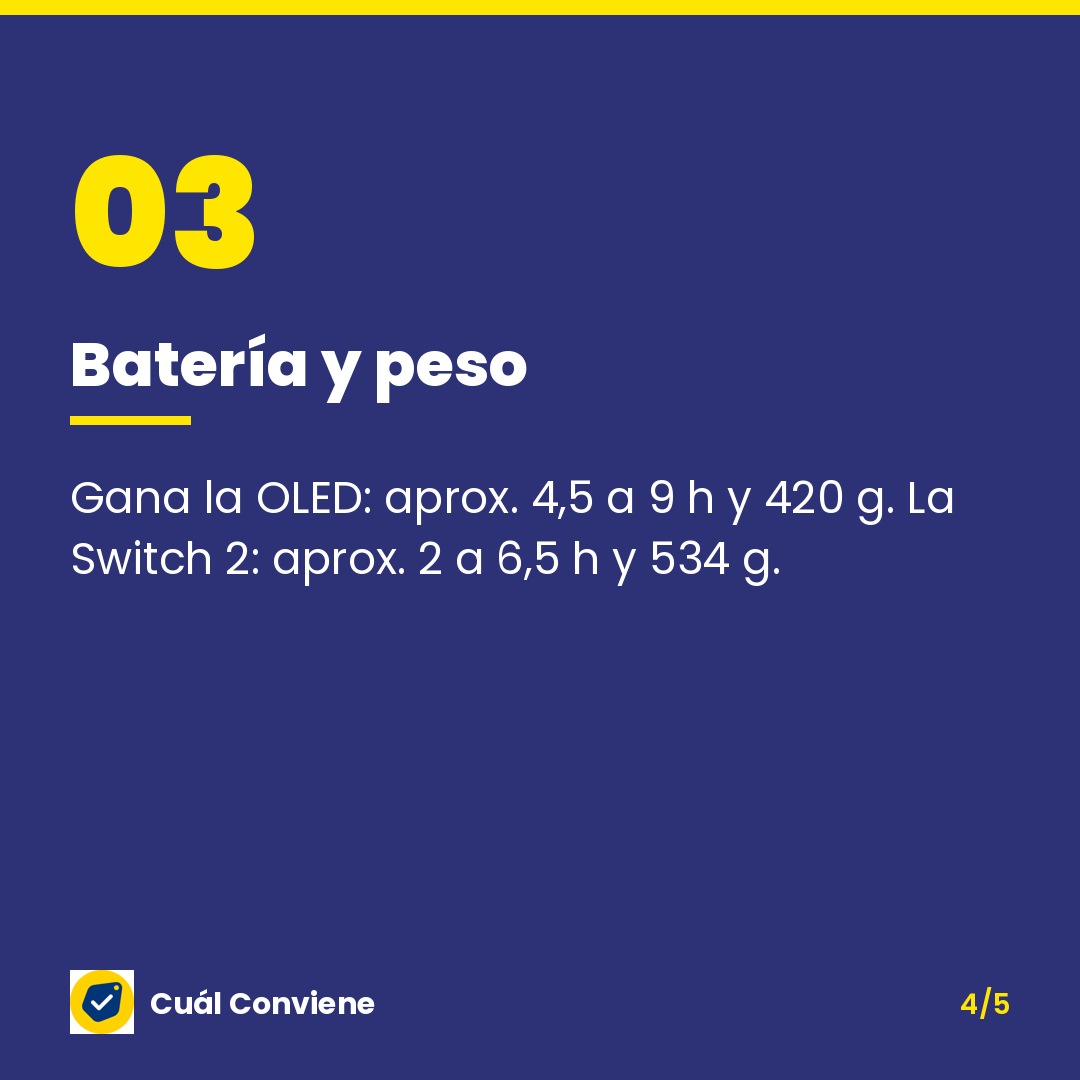 03
Batería y peso
Gana la OLED: aprox. 4,5 a 9 h y 420 g. La
Switch 2: aprox. 2 a 6,5 h y 534 g.
Cuál Conviene
4/5